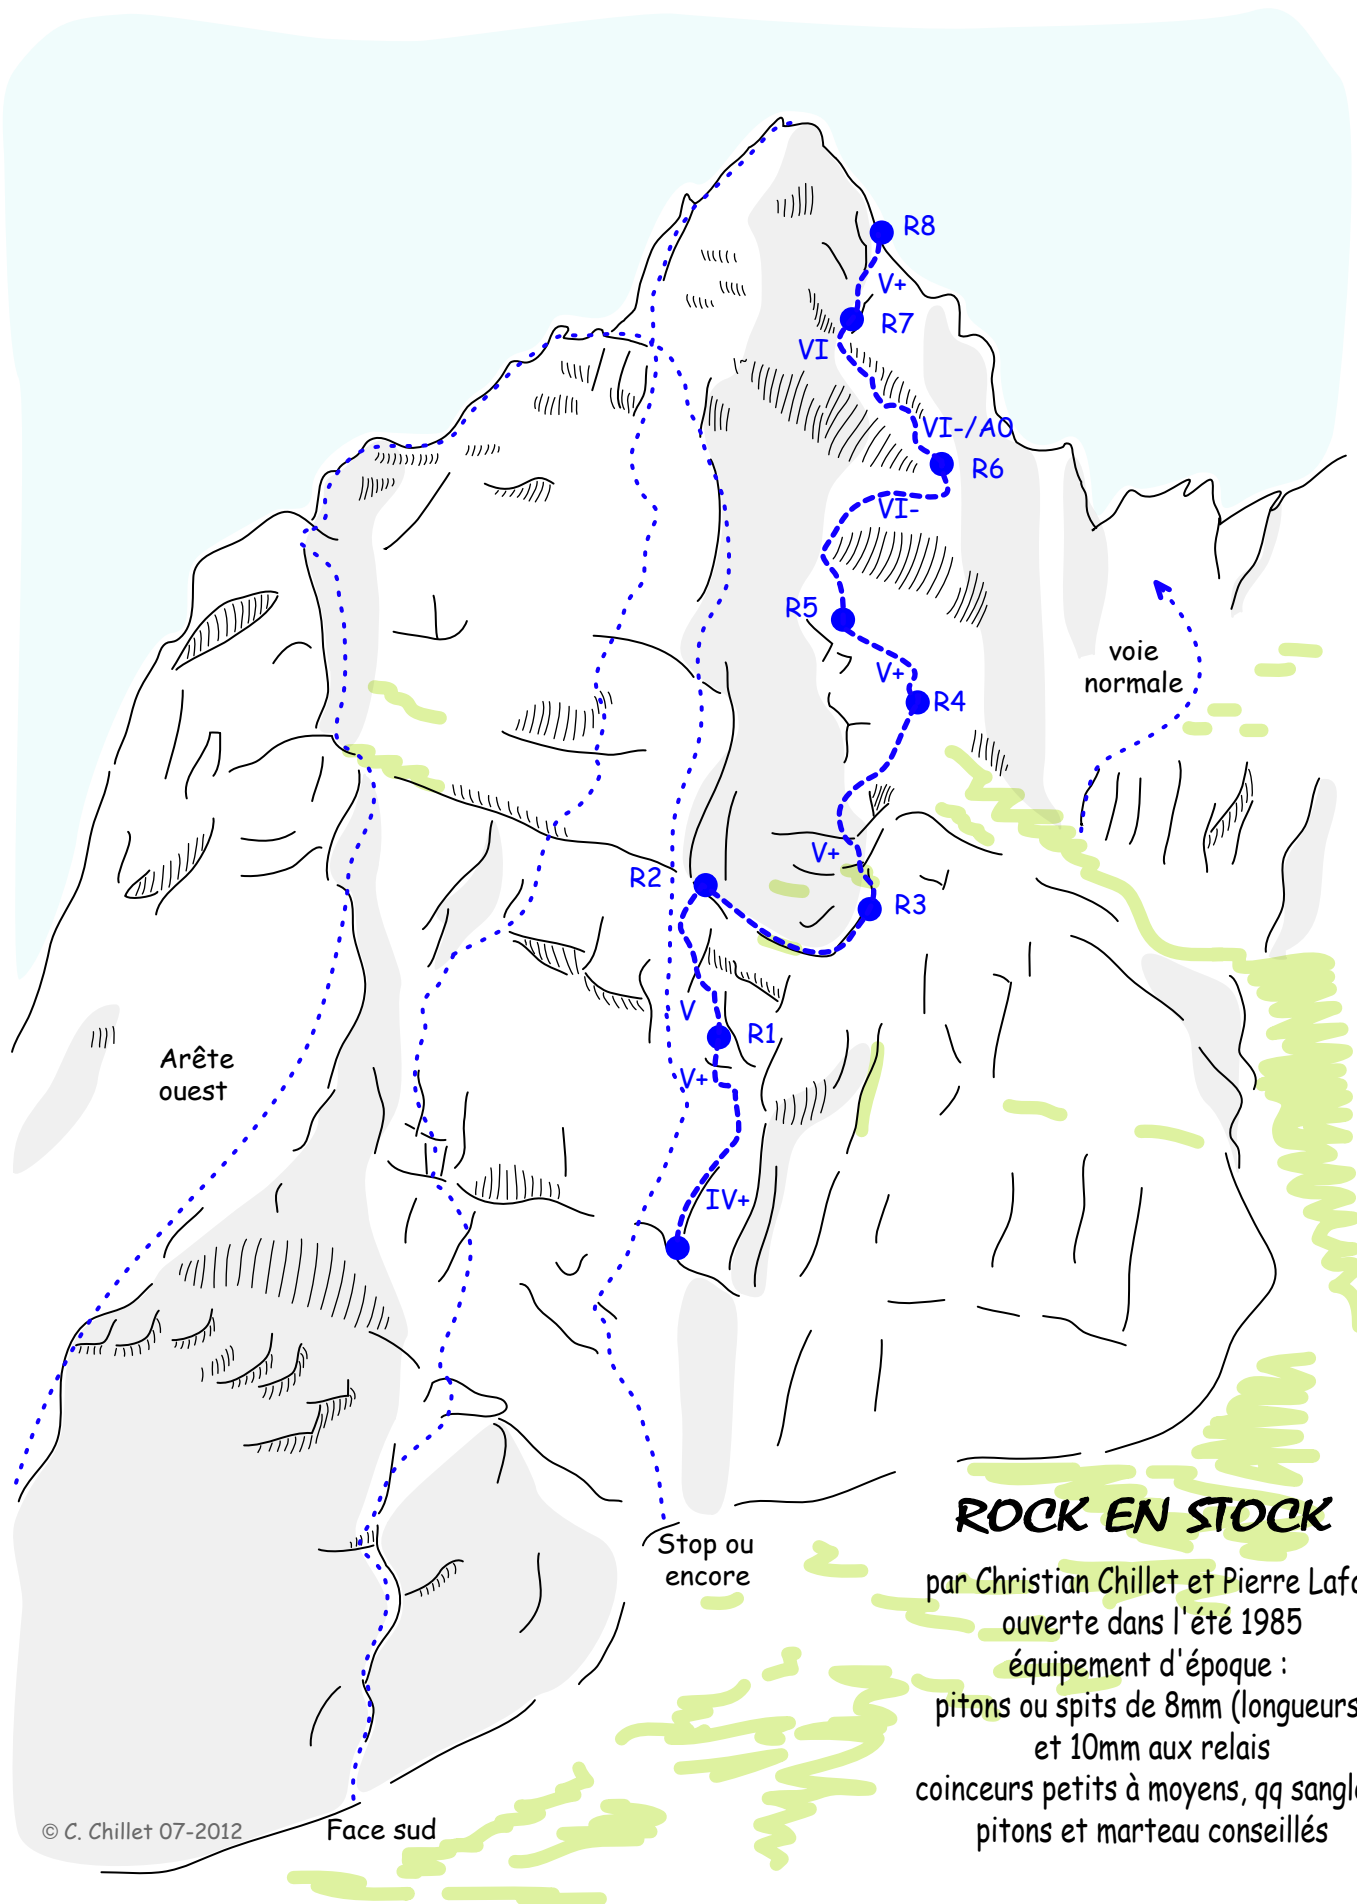 R8
V+
R7
VI
VI-/A0
R6
VI-
R5
V+
R4
voie
normale
V+
R2
R3
V
R1
V+
Arête
ouest
IV+
Stop ou
encore
ROCK EN STOCK
par Christian Chillet et Pierre
ouverte dans l'été 1985
équipement d'époque :
pitons ou spits de 8mm (longueurs
et 10mm aux relais
coinceurs petits à moyens, qq
pitons et marteau conseillés
© C. Chillet 07-2012
Face sud